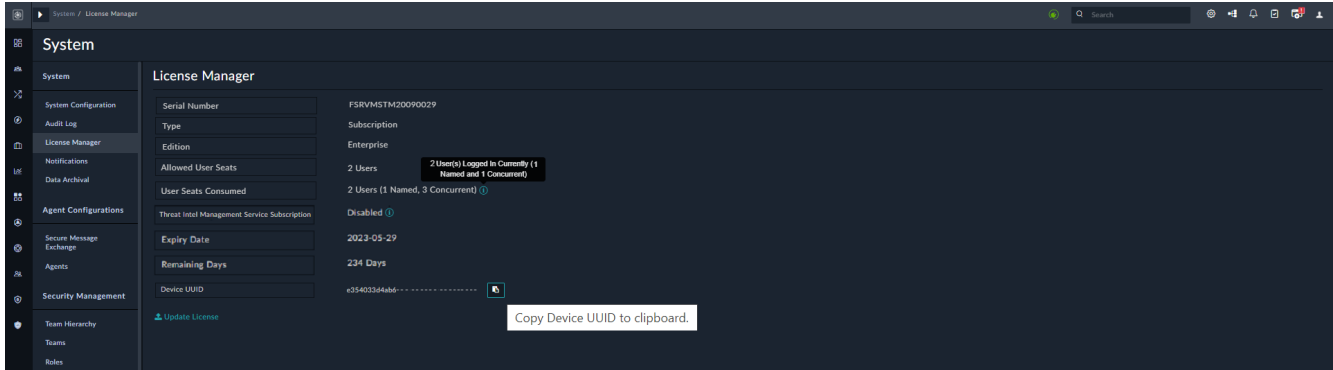 System / License Manager
Search
System
System
System Configuration
Audit Log
License Manager
Notifications
Data Archival
Agent Configurations
Secure Message
Exchange
Agents
Security Management
Team Hierarchy
Teams
Roles
License Manager
Serial Number FSRVMSTM20090029
Type Subscription
Edition Enterprise
Allowed User Seats 2 Users
2 User(s) Logged In Currently (1
Named and 1 Concurrent)
User Seats Consumed 2 Users (1 Named, 3 Concurrent)
Threat Intel Management Service Subscription Disabled
Expiry Date 2023-05-29
Remaining Days 234 Days
Device UUID e354033d4ab6--- ----- ---- ---------
Copy Device UUID to clipboard.
Update License